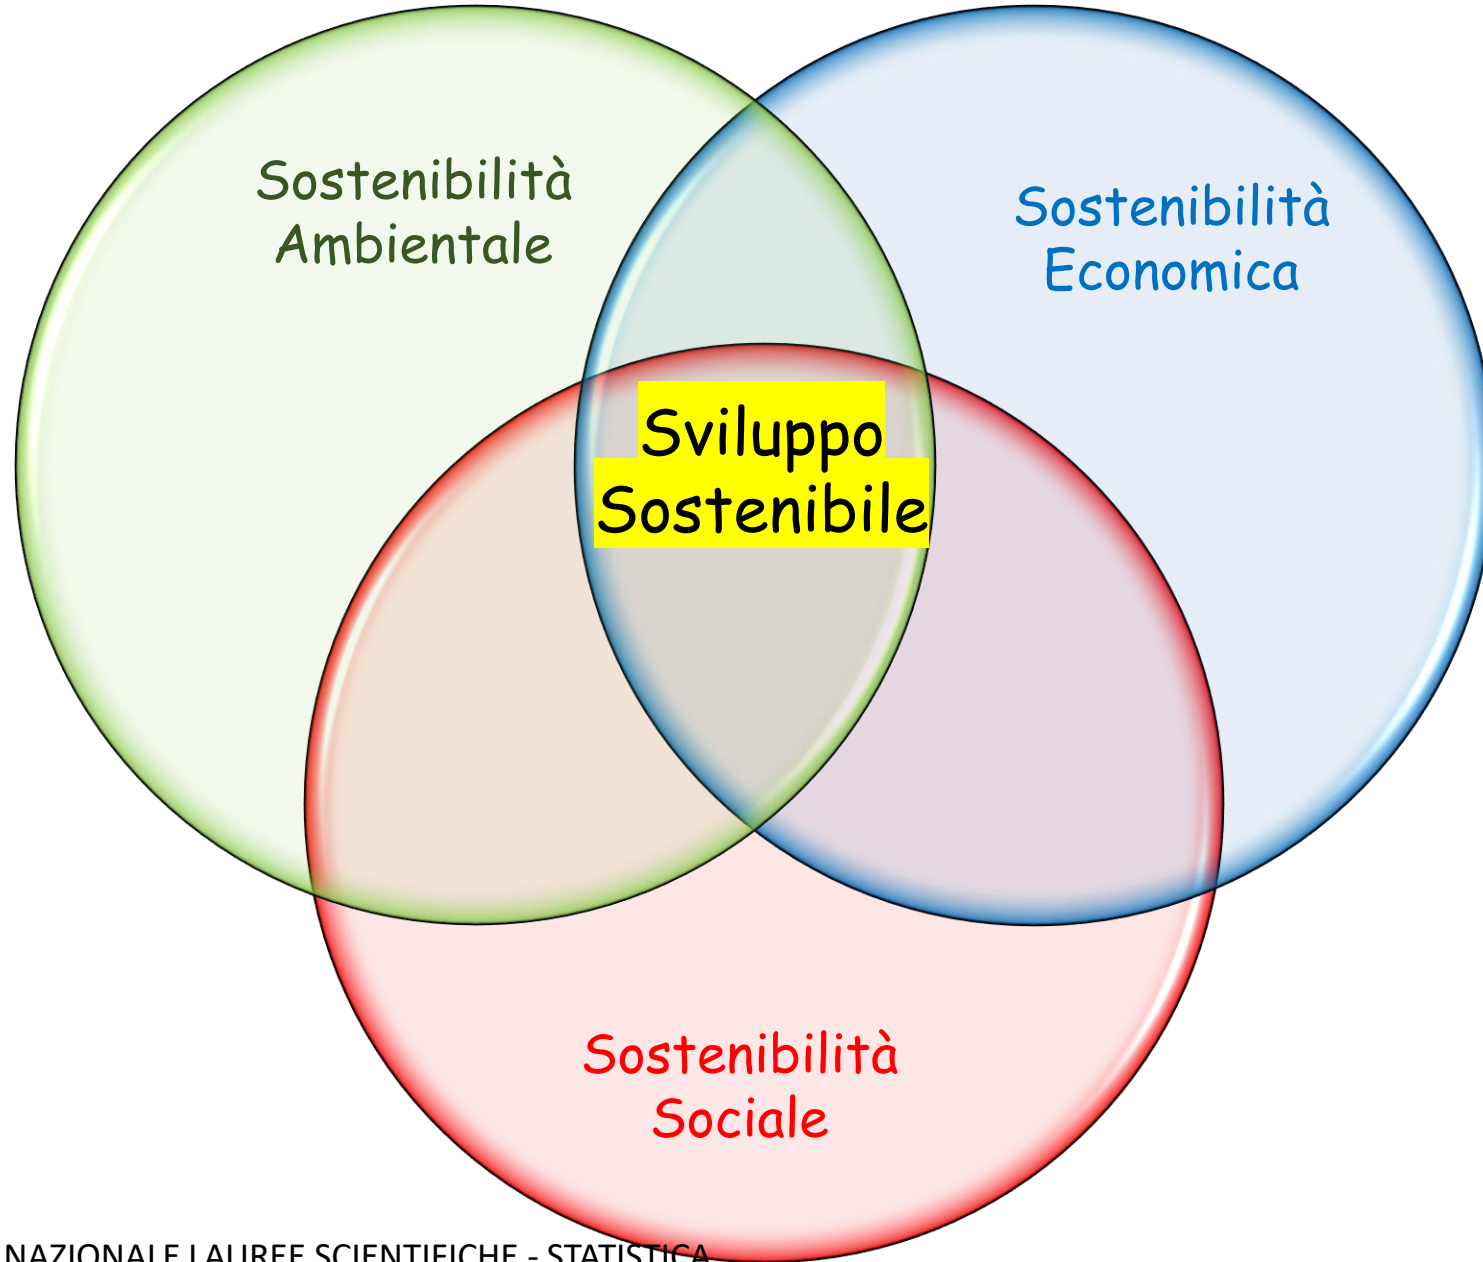 Sostenibilità
Ambientale
Sostenibilità
Economica
Sviluppo
Sostenibile
Sostenibilità
Sociale
NAZIONALE LAUREE SCIENTIFICHE - STATISTICA